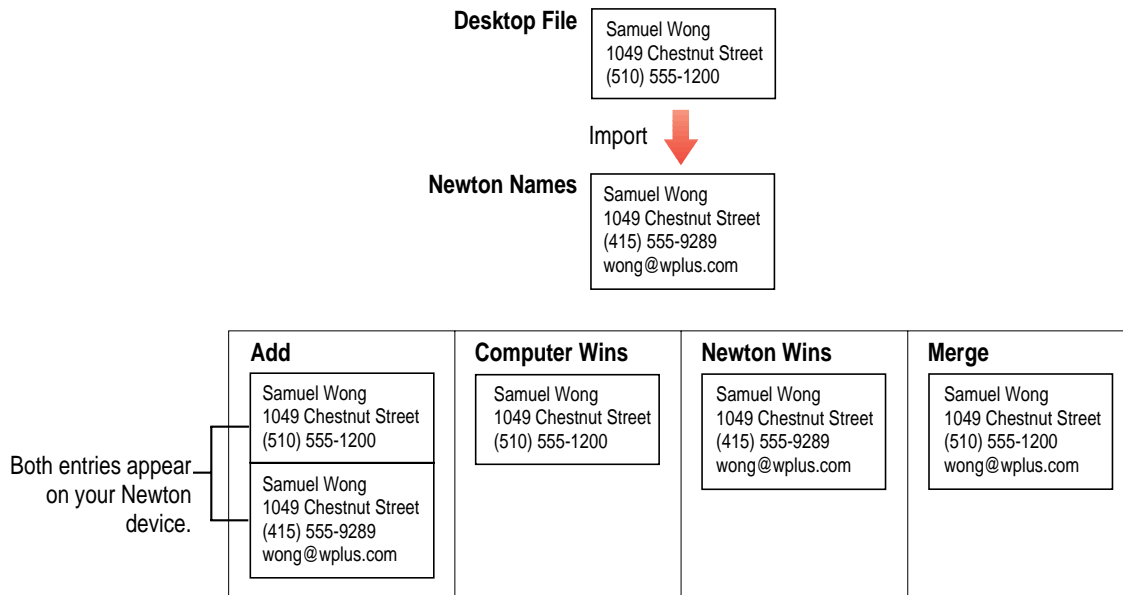 Desktop File
Samuel Wong
1049 Chestnut Street
(510) 555-1200
Import
Newton Names
Samuel Wong
1049 Chestnut Street
(415) 555-9289
wong@wplus.com
Add
Samuel Wong
1049 Chestnut Street
(510) 555-1200
Samuel Wong
1049 Chestnut Street
(415) 555-9289
wong@wplus.com
Both entries appear
on your Newton
device.
Computer Wins
Samuel Wong
1049 Chestnut Street
(510) 555-1200
Newton Wins
Samuel Wong
1049 Chestnut Street
(415) 555-9289
wong@wplus.com
Merge
Samuel Wong
1049 Chestnut Street
(510) 555-1200
wong@wplus.com